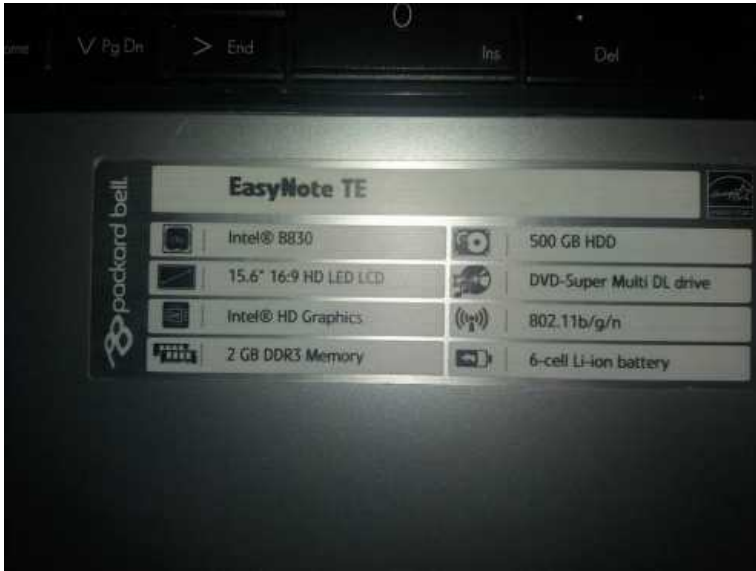 0
Pg Dn
End
Ins
Del
packard bell
EasyNote TE
Intel® B830
15.6" 16:9 HD LED LCD
Intel® HD Graphics
2 GB DDR3 Memory
500 GB HDD
DVD-Super Multi DL drive
802.11b/g/n
6-cell Li-ion battery